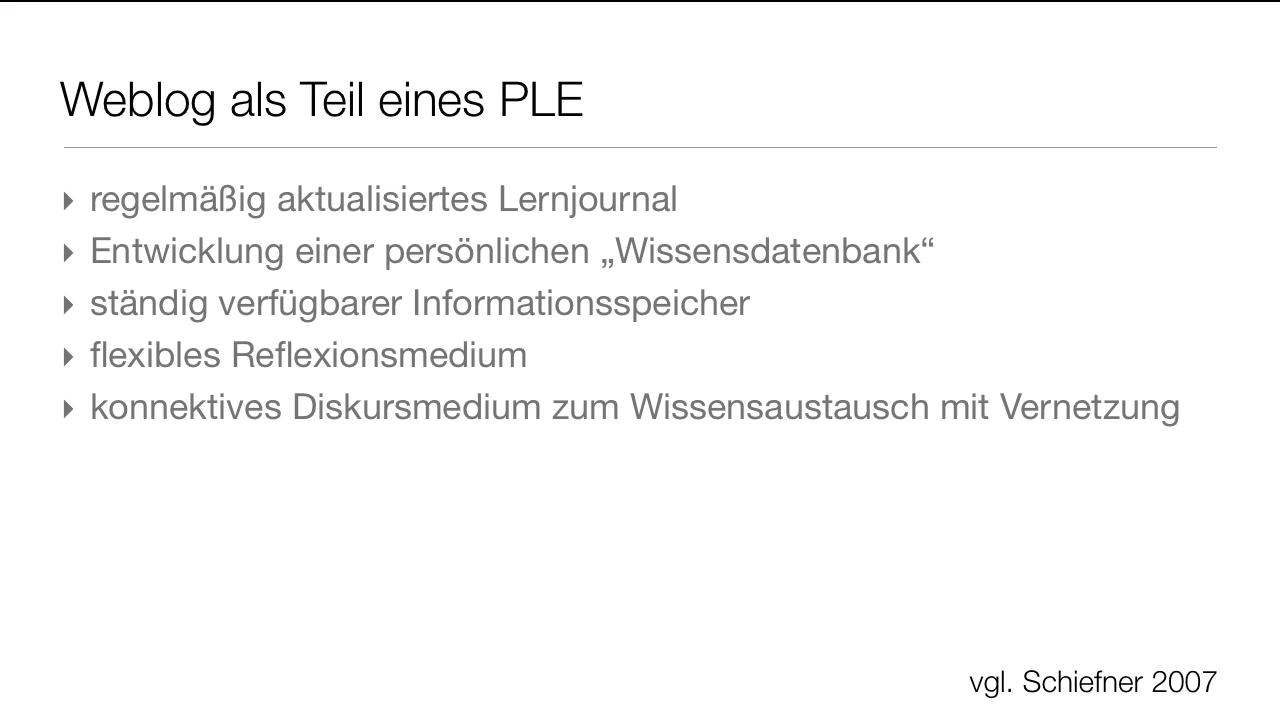 Weblog als Teil eines PLE
‣ regelmäßig aktualisiertes Lernjournal
‣ Entwicklung einer persönlichen „Wissensdatenbank“
‣ ständig verfügbarer Informationsspeicher
‣ flexibles Reflexionsmedium
‣ konnektives Diskursmedium zum Wissensaustausch mit Vernetzung
vgl. Schiefner 2007